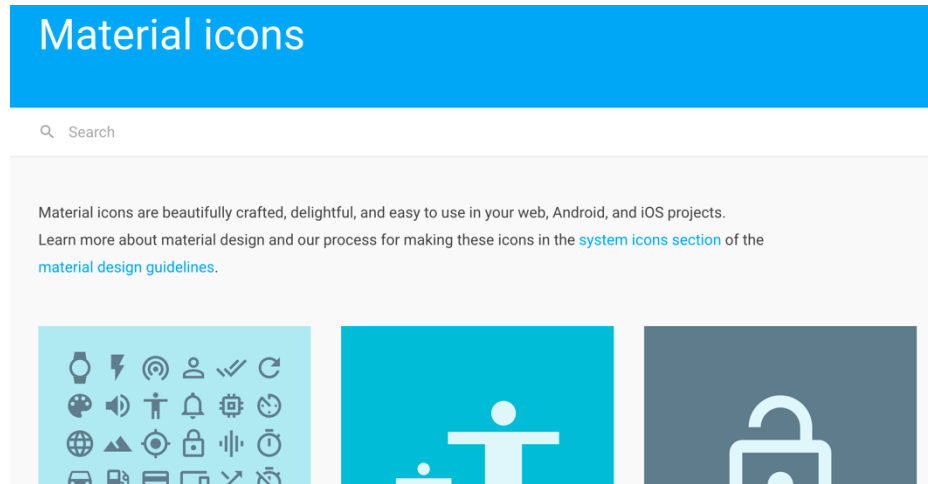 Material icons
Search
Material icons are beautifully crafted, delightful, and easy to use in your web, Android, and iOS projects.
Learn more about material design and our process for making these icons in the system icons section of the
material design guidelines.